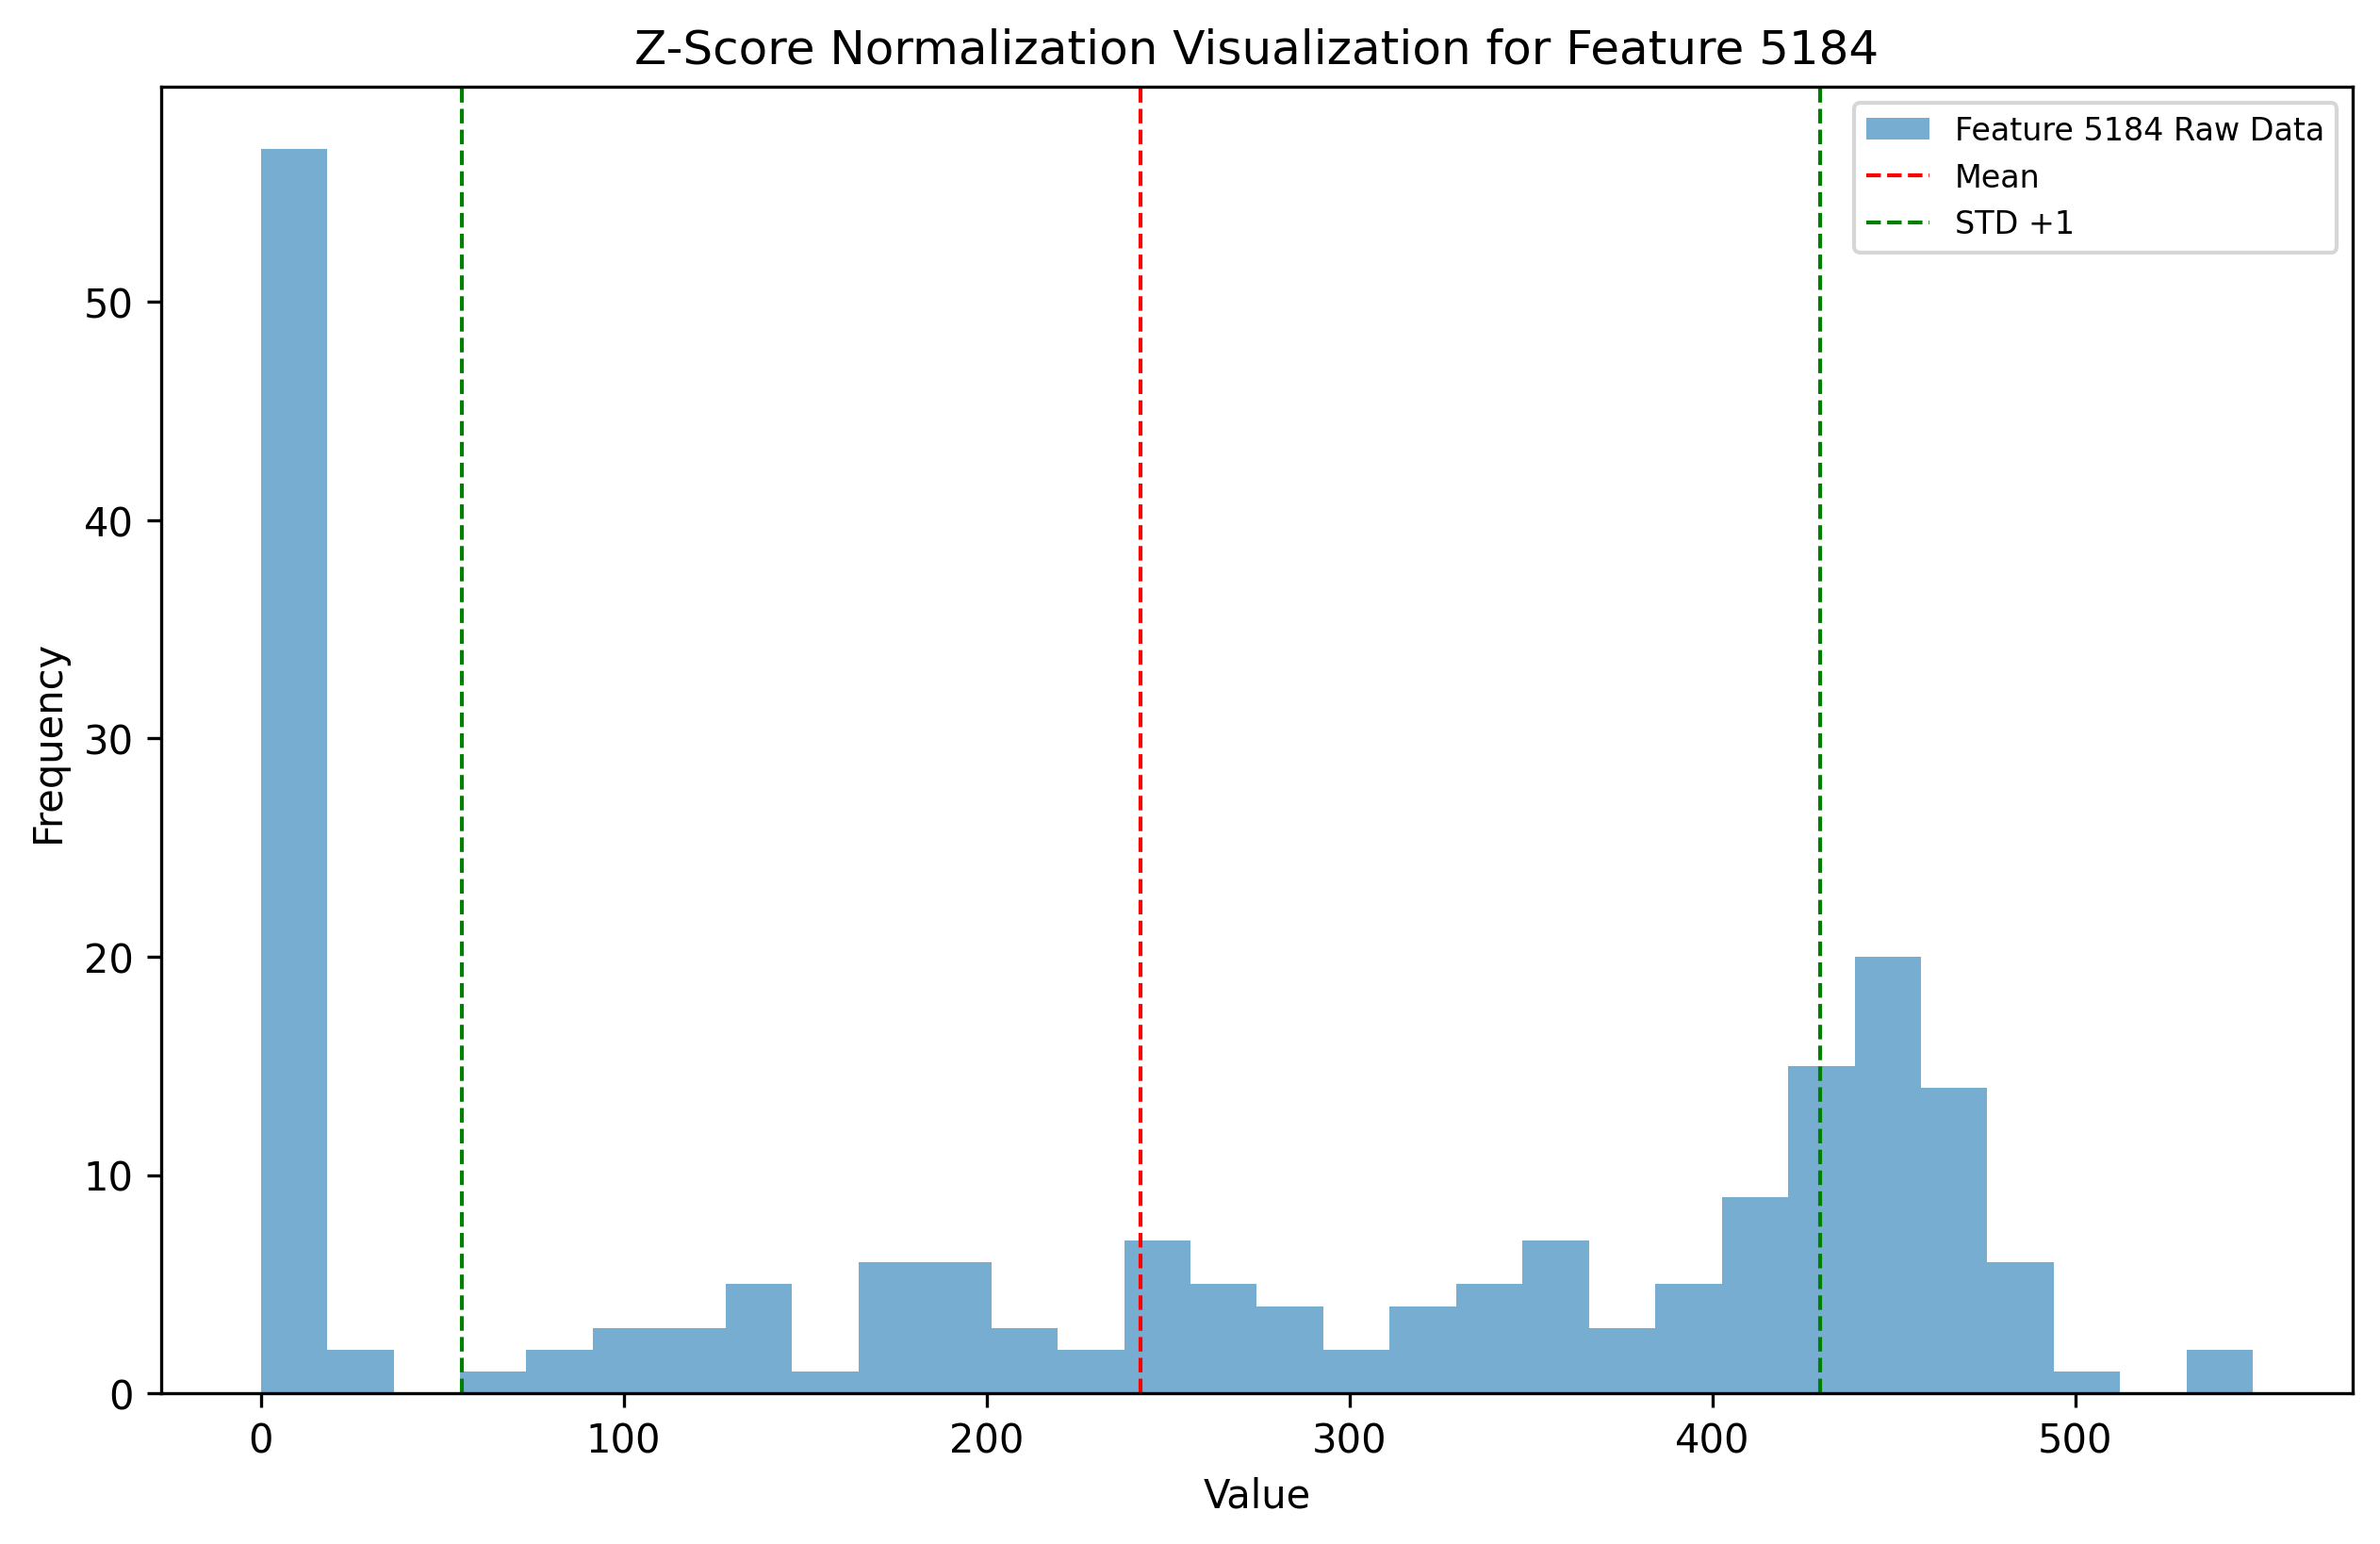 Z-Score Normalization Visualization for Feature 5184
Feature 5184 Raw Data
Mean
STD +1
50
40
30
20
10
0
Frequency
0 100 200 300 400 500
Value